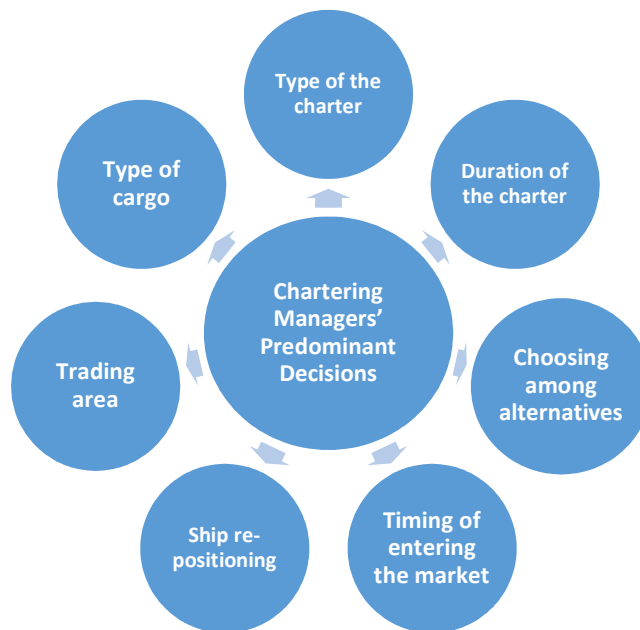 Type of the
charter
Duration of
the charter
Choosing
among
alternatives
Timing of
entering
the market
Ship re-
positioning
Trading
area
Type of
cargo
Chartering
Managers’
Predominant
Decisions